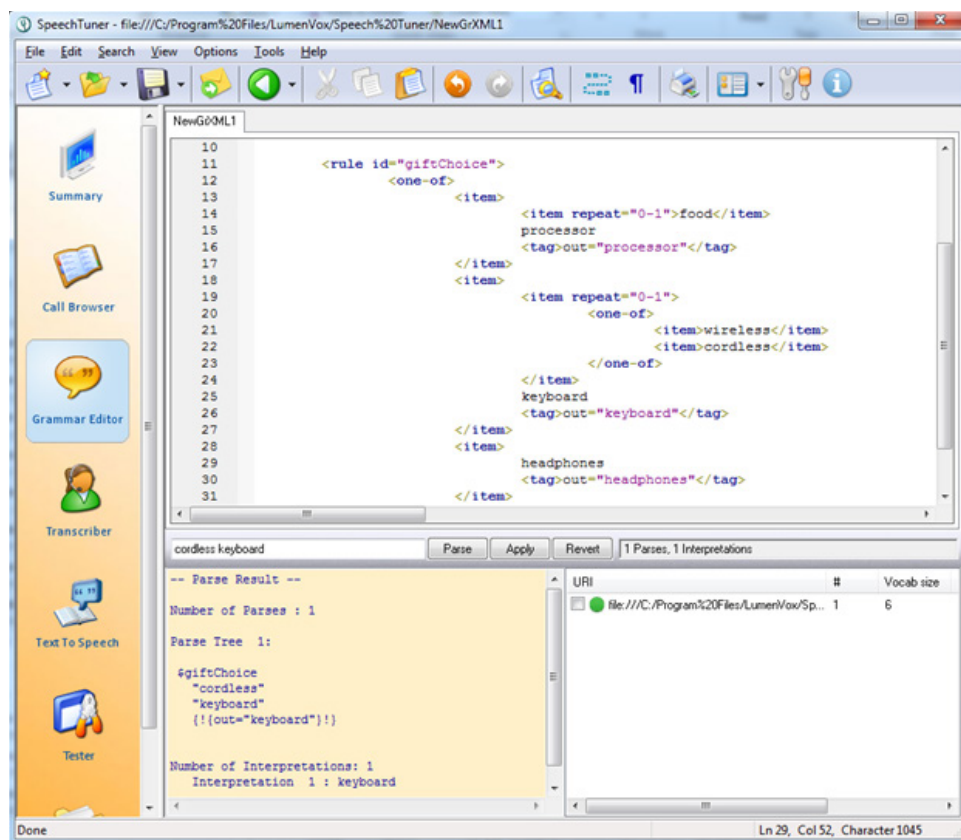 SpeechTuner - file:///C:/Program%20Files/LumenVox/Speech%20Tuner/NewGrXML1
File Edit Search View Options Tools Help
NewGrXML1
10
11 <rule id="giftChoice">
12 <one-of>
13 <item>
14 <item repeat="0-1">food</item>
15 processor
16 <tag>out="processor"</tag>
17 </item>
18 <item>
19 <item repeat="0-1">
20 <one-of>
21 <item>wireless</item>
22 <item>cordless</item>
23 </one-of>
24 </item>
25 keyboard
26 <tag>out="keyboard"</tag>
27 </item>
28 <item>
29 headphones
30 <tag>out="headphones"</tag>
31 </item>
Summary
Call Browser
Grammar Editor
Transcriber
Text To Speech
Tester
cordless keyboard Parse Apply Revert 1 Parses, 1 Interpretations
-- Parse Result --
Number of Parses : 1
Parse Tree 1:
$giftChoice
"cordless"
"keyboard"
{!{out="keyboard"}!}
Number of Interpretations: 1
Interpretation 1 : keyboard
URI # Vocab size
file:///C:/Program%20Files/LumenVox/Sp... 1 6
Done Ln 29, Col 52, Character 1045